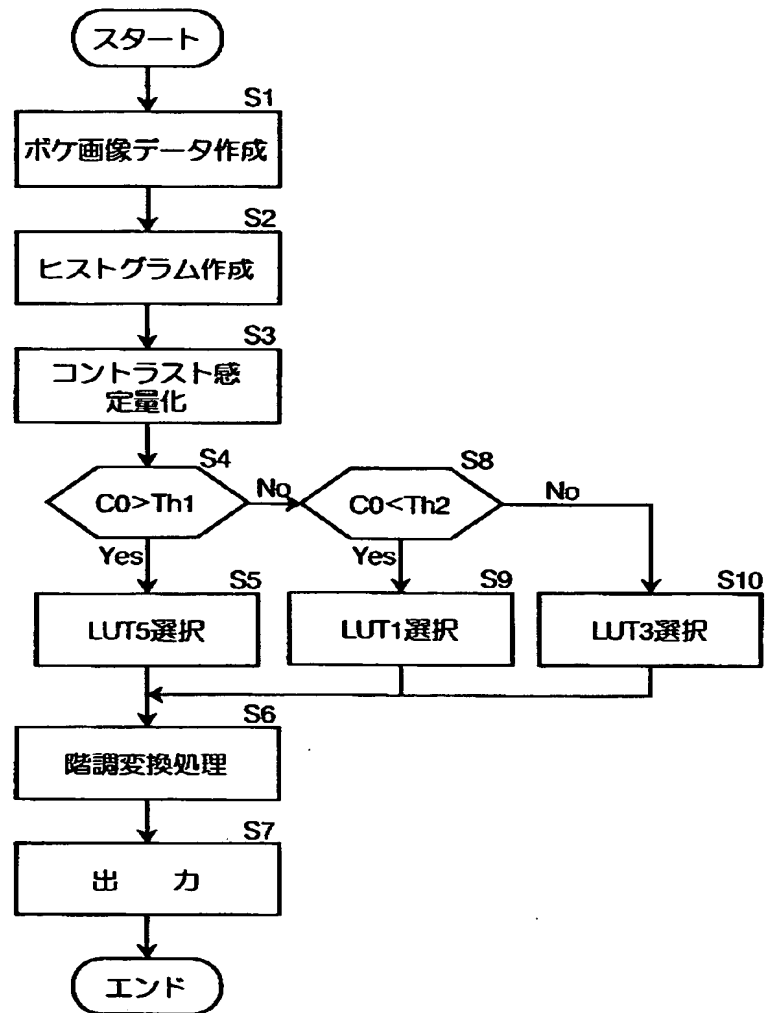 スタート
S1
ボケ画像データ作成
S2
ヒストグラム作成
S3
コントラスト感
定量化
S4
C0>Th1
No
S8
C0<Th2
No
Yes
Yes
S5
LUT5選択
S9
LUT1選択
S10
LUT3選択
S6
階調変換処理
S7
出 力
エンド